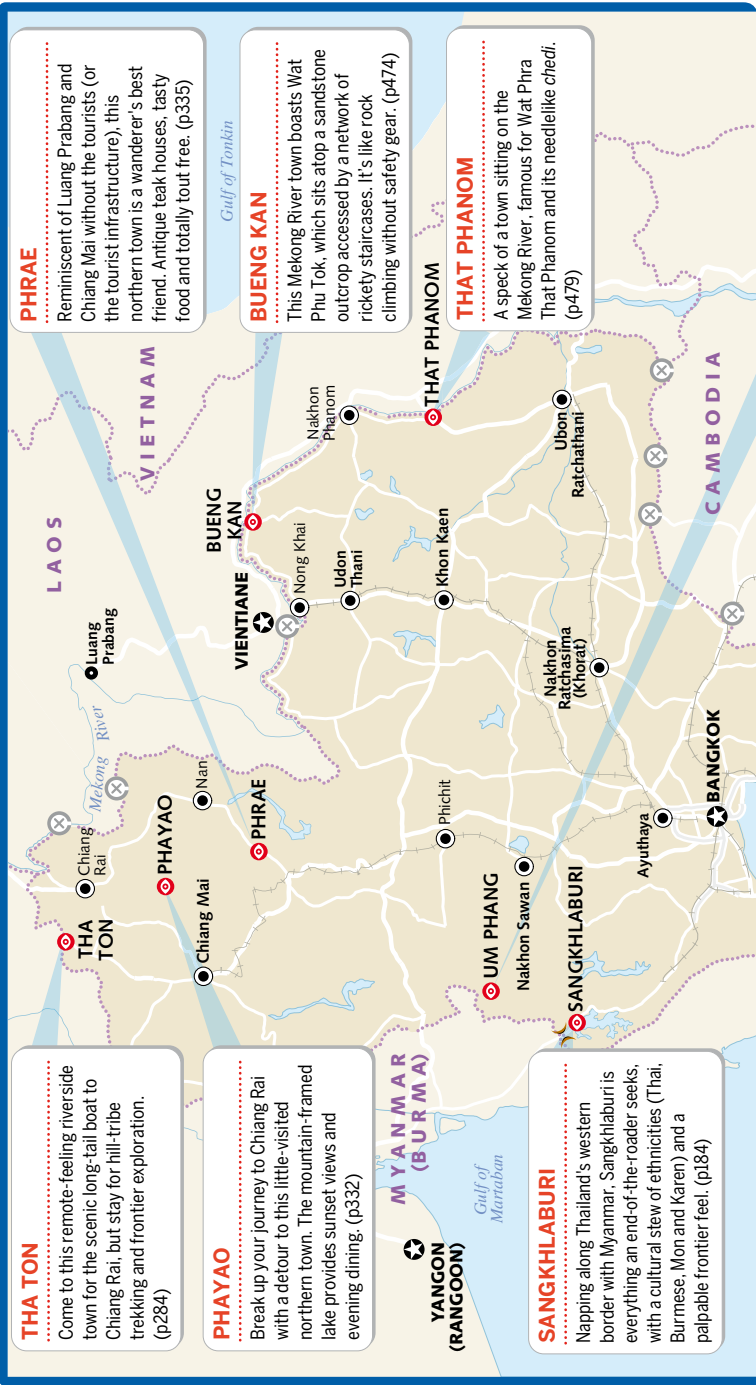 THA TON
Come to this remote-feeling riverside
town for the scenic long-tail boat to
Chiang Rai, but stay for hill-tribe
trekking and frontier exploration.
(p284)
PHAYAO
Break up your journey to Chiang Rai
with a detour to this little-visited
northern town. The mountain-framed
lake provides sunset views and
evening dining. (p332)
SANGKHLABURI
Napping along Thailand's western
border with Myanmar, Sangkhlaburi is
everything an end-of-the-roader seeks,
with a cultural stew of ethnicities (Thai,
Burmese, Mon and Karen) and a
palpable frontier feel. (p184)
PHRAE
Reminiscent of Luang Prabang and
Chiang Mai without the tourists (or
the tourist infrastructure), this
northern town is a wanderer's best
friend. Antique teak houses, tasty
food and totally tout free. (p335)
BUENG KAN
This Mekong River town boasts Wat
Phu Tok, which sits atop a sandstone
outcrop accessed by a network of
rickety staircases. It's like rock
climbing without safety gear. (p474)
THAT PHANOM
A speck of a town sitting on the
Mekong River, famous for Wat Phra
That Phanom and its needlelike chedi.
(p479)
LAOS
VIETNAM
Gulf of Tonkin
Luang
Prabang
Mekong River
Chiang
Rai
THA
TON
PHAYAO
Nan
Chiang Mai
PHRAE
VIENTIANE
BUENG
KAN
Nong Khai
Udon
Thani
Nakhon
Phanom
THAT PHANOM
Khon Kaen
Phichit
MYANMAR
(BURMA)
YANGON
(RANGOON)
Gulf of
Martaban
UM PHANG
Nakhon Sawan
SANGKHLABURI
Nakhon
Ratchasima
(Khorat)
Ubon
Ratchathani
Ayuthaya
BANGKOK
CAMBODIA